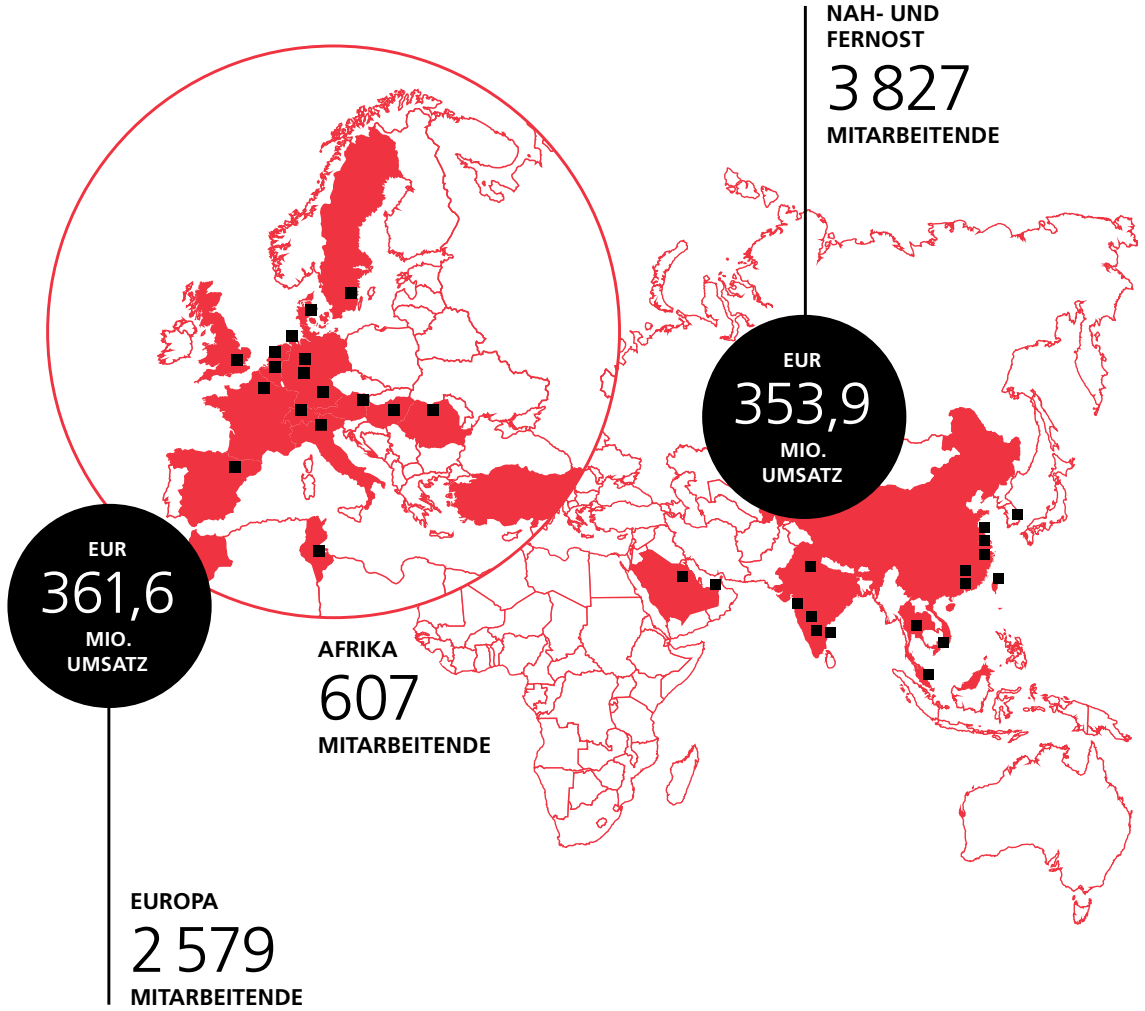 NAH- UND
FERNOST
3 827
MITARBEITENDE
EUR
353,9
MIO.
UMSATZ
EUR
361,6
MIO.
UMSATZ
AFRIKA
607
MITARBEITENDE
EUROPA
2 579
MITARBEITENDE